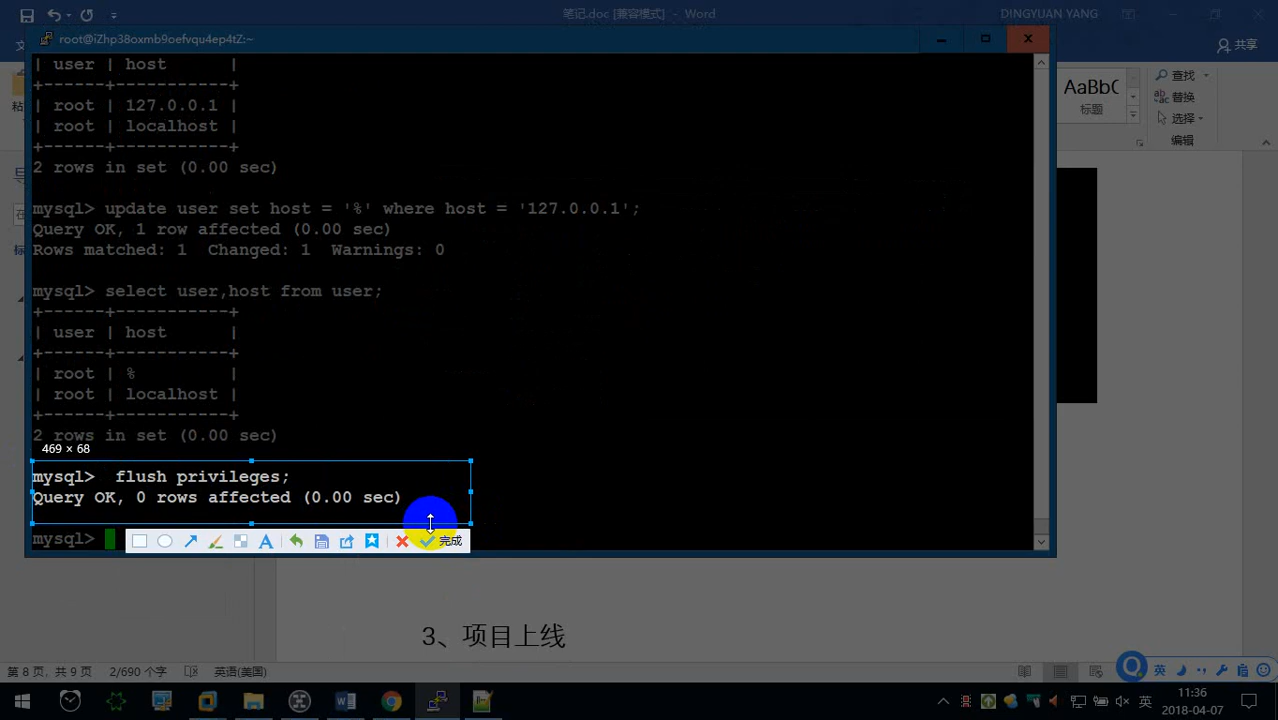 笔记.doc [兼容模式] - Word
DINGYUAN YANG
共享
root@iZhp38oxmb9oefvqu4ep4tZ:~
查找
替换
选择
编辑
AaBbC
标题
| user | host      |
+------+-----------+
| root | 127.0.0.1 |
| root | localhost |
+------+-----------+
2 rows in set (0.00 sec)
mysql> update user set host = '%' where host = '127.0.0.1';
Query OK, 1 row affected (0.00 sec)
Rows matched: 1  Changed: 1  Warnings: 0
mysql> select user,host from user;
+------+-----------+
| user | host      |
+------+-----------+
| root | %         |
| root | localhost |
+------+-----------+
2 rows in set (0.00 sec)
469 × 68
mysql>  flush privileges;
Query OK, 0 rows affected (0.00 sec)
mysql>
完成
3、项目上线
第 8 页，共 9 页 2/690 个字 英语(美国)
英
英
11:36
2018-04-07